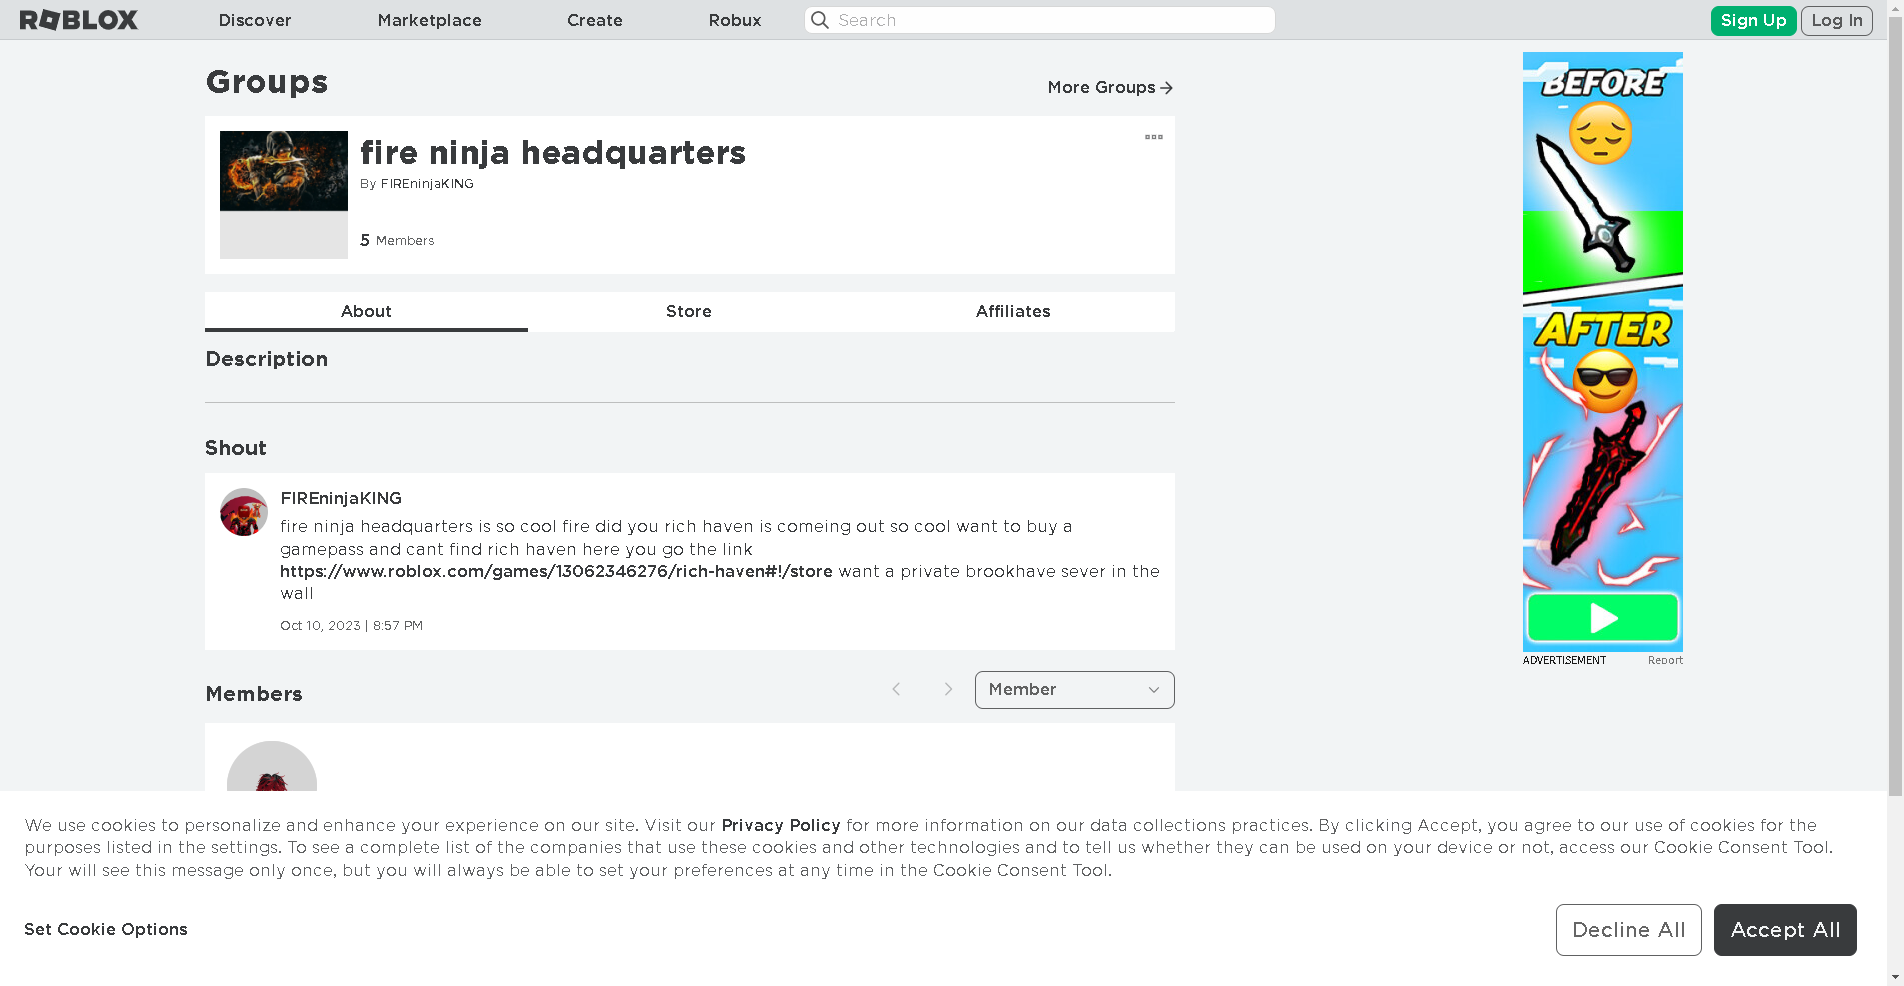 ROBLOX
Discover
Marketplace
Create
Robux
Search
Sign Up
Log In
Groups
More Groups
fire ninja headquarters
By FIREninjaKING
5 Members
About
Store
Affiliates
Description
Shout
FIREninjaKING
fire ninja headquarters is so cool fire did you rich haven is comeing out so cool want to buy a
gamepass and cant find rich haven here you go the link
https://www.roblox.com/games/13062346276/rich-haven#!/store want a private brookhave sever in the
wall
Oct 10, 2023 | 8:57 PM
Members
Member
BEFORE
AFTER
ADVERTISEMENT
Report
We use cookies to personalize and enhance your experience on our site. Visit our Privacy Policy for more information on our data collections practices. By clicking Accept, you agree to our use of cookies for the
purposes listed in the settings. To see a complete list of the companies that use these cookies and other technologies and to tell us whether they can be used on your device or not, access our Cookie Consent Tool.
Your will see this message only once, but you will always be able to set your preferences at any time in the Cookie Consent Tool.
Set Cookie Options
Decline All
Accept All